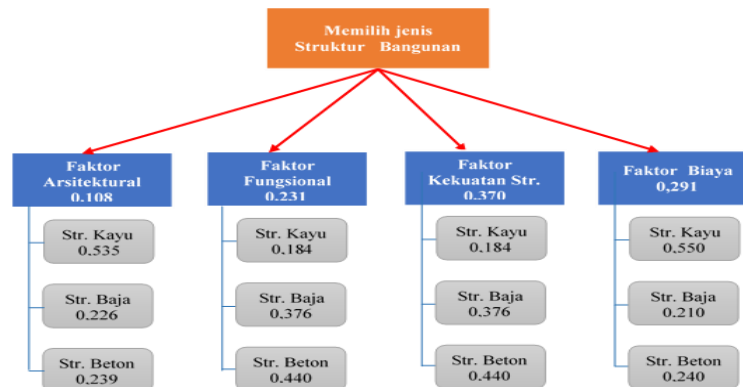 Memilih jenis
Struktur Bangunan
Faktor
Arsitektural
0.108
Str. Kayu
0.535
Str. Baja
0,226
Str. Beton
0.239
Faktor
Fungsional
0.231
Str. Kayu
0,184
Str. Baja
0,376
Str. Beton
0,440
Faktor
Kekuatan Str.
0.370
Str. Kayu
0,184
Str. Baja
0,376
Str. Beton
0,440
Faktor Biaya
0,291
Str. Kayu
0,550
Str. Baja
0,210
Str. Beton
0,240